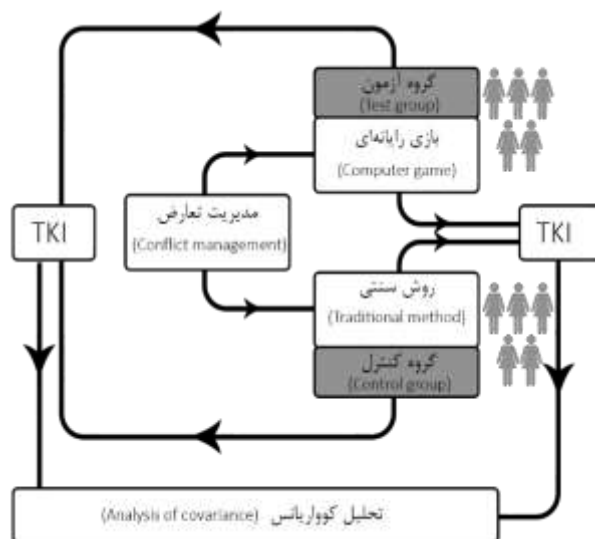 گروه آزمون
(Test group)
بازی رایانه‌ای
(Computer game)
TKI
مدیریت تعارض
(Conflict management)
TKI
روش سنتی
(Traditional method)
گروه کنترل
(Control group)
تحلیل کوواریانس (Analysis of covariance)